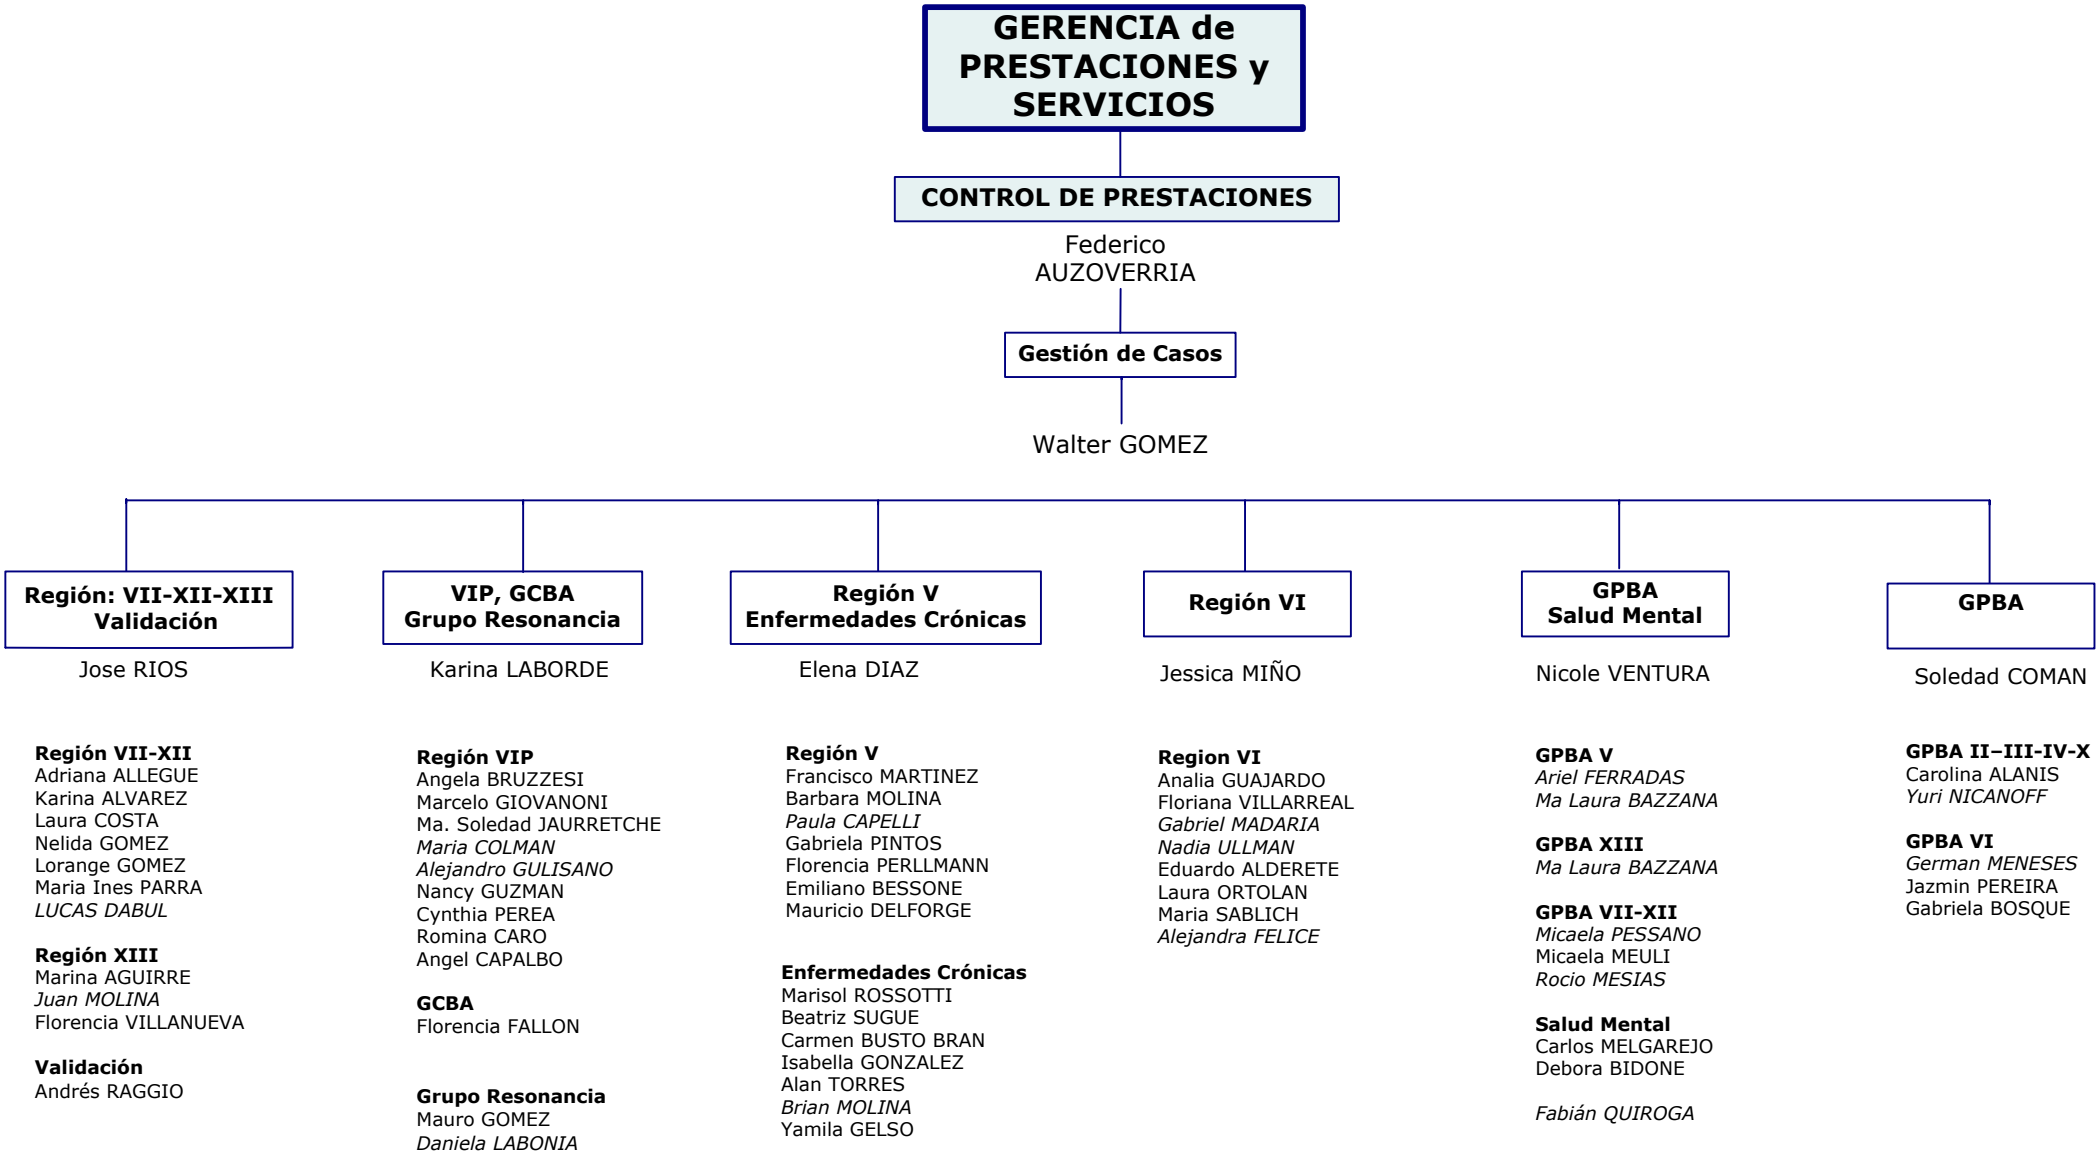 GERENCIA de
PRESTACIONES y
SERVICIOS
CONTROL DE PRESTACIONES
Federico
AUZOVERRIA
Gestión de Casos
Walter GOMEZ
Región: VII-XII-XIII
Validación
Jose RIOS
Región VII-XII
Adriana ALLEGUE
Karina ALVAREZ
Laura COSTA
Nelida GOMEZ
Lorange GOMEZ
Maria Ines PARRA
LUCAS DABUL
Región XIII
Marina AGUIRRE
Juan MOLINA
Florencia VILLANUEVA
Validación
Andrés RAGGIO
VIP, GCBA
Grupo Resonancia
Karina LABORDE
Región VIP
Angela BRUZZESI
Marcelo GIOVANONI
Ma. Soledad JAURRETCHE
Maria COLMAN
Alejandro GULISANO
Nancy GUZMAN
Cynthia PEREA
Romina CARO
Angel CAPALBO
GCBA
Florencia FALLON
Grupo Resonancia
Mauro GOMEZ
Daniela LABONIA
Región V
Enfermedades Crónicas
Elena DIAZ
Región V
Francisco MARTINEZ
Barbara MOLINA
Paula CAPELLI
Gabriela PINTOS
Florencia PERLLMANN
Emiliano BESSONE
Mauricio DELFORGE
Enfermedades Crónicas
Marisol ROSSOTTI
Beatriz SUGUE
Carmen BUSTO BRAN
Isabella GONZALEZ
Alan TORRES
Brian MOLINA
Yamila GELSO
Región VI
Jessica MIÑO
Region VI
Analia GUAJARDO
Floriana VILLARREAL
Gabriel MADARIA
Nadia ULLMAN
Eduardo ALDERETE
Laura ORTOLAN
Maria SABLICH
Alejandra FELICE
GPBA
Salud Mental
Nicole VENTURA
GPBA V
Ariel FERRADAS
Ma Laura BAZZANA
GPBA XIII
Ma Laura BAZZANA
GPBA VII-XII
Micaela PESSANO
Micaela MEULI
Rocio MESIAS
Salud Mental
Carlos MELGAREJO
Debora BIDONE
Fabián QUIROGA
GPBA
Soledad COMAN
GPBA II–III-IV-X
Carolina ALANIS
Yuri NICANOFF
GPBA VI
German MENESES
Jazmin PEREIRA
Gabriela BOSQUE